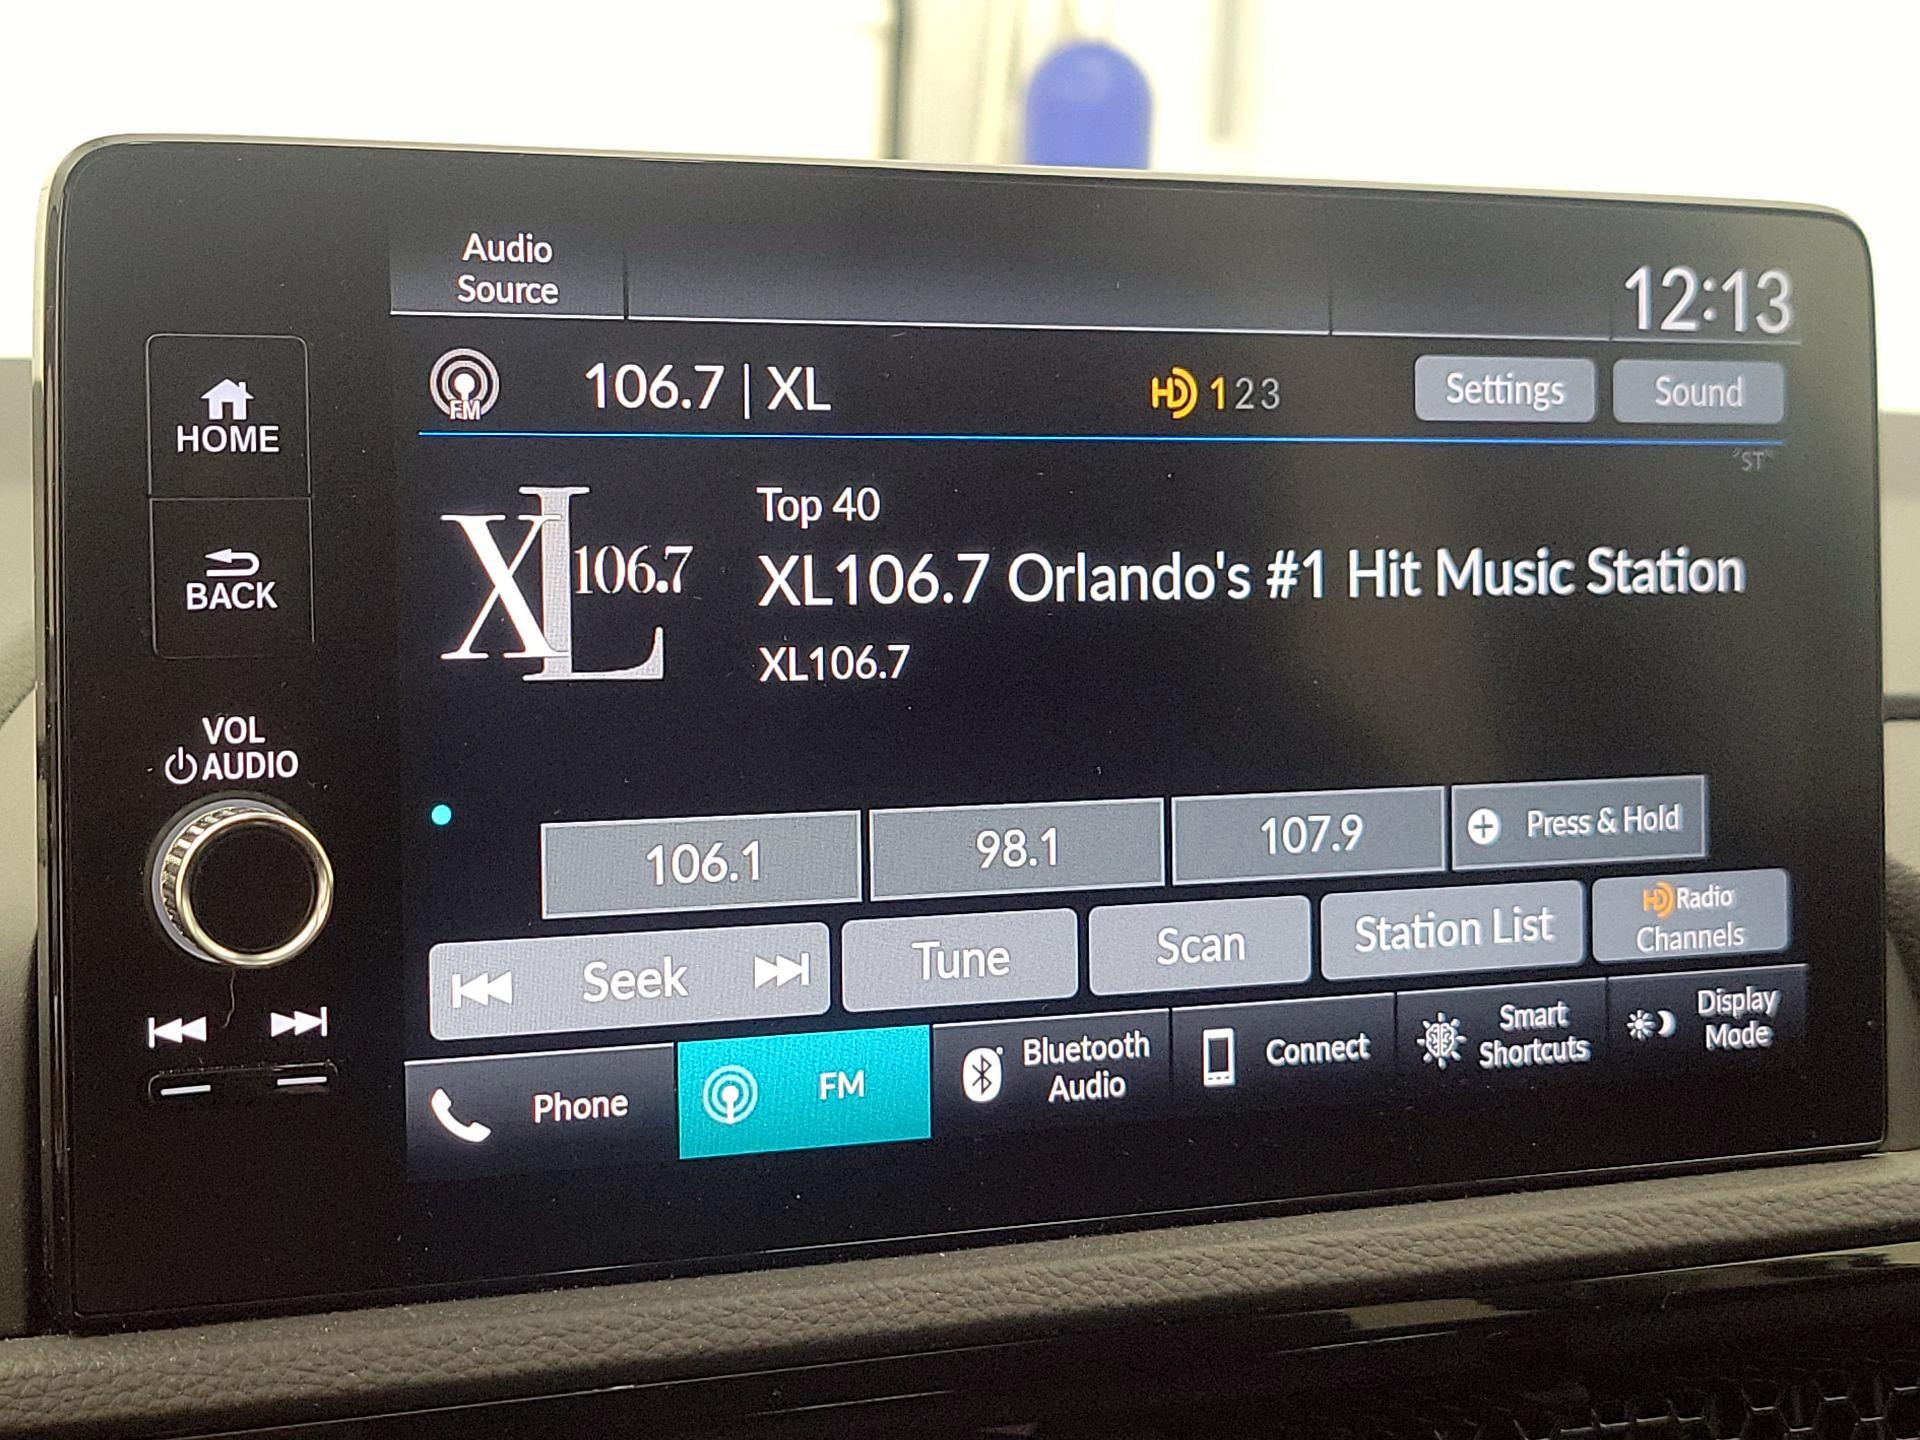 Audio
Source
12:13
HOME
BACK
VOL
AUDIO
FM
106.7 | XL
HD 1 2 3
Settings
Sound
"ST"
XL 106.7
Top 40
XL106.7 Orlando's #1 Hit Music Station
XL106.7
106.1
98.1
107.9
Press & Hold
Seek
Tune
Scan
Station List
HD Radio
Channels
Phone
FM
Bluetooth
Audio
Connect
Smart
Shortcuts
Display
Mode